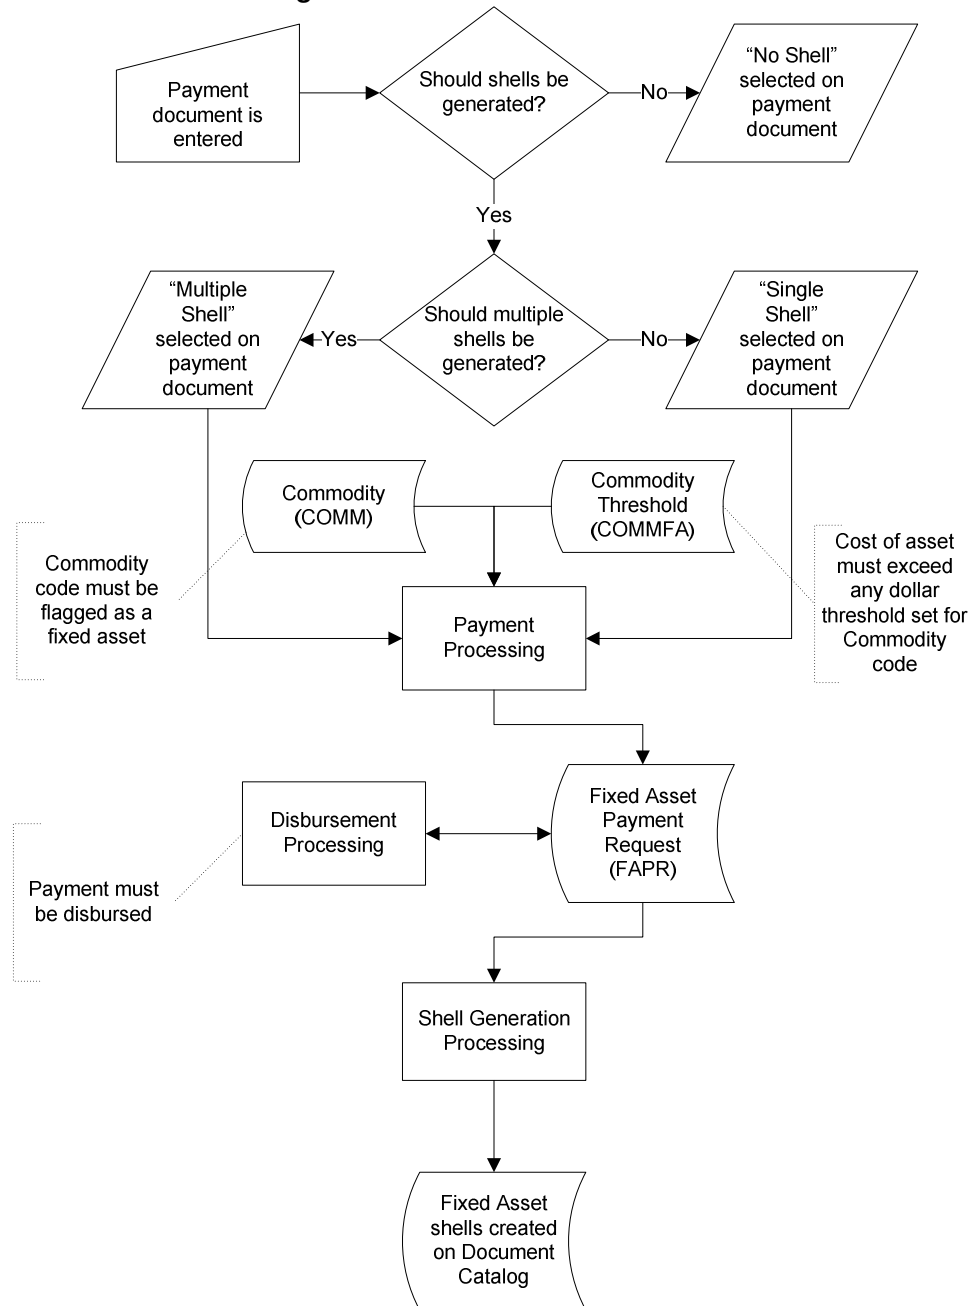 Payment
document is
entered
Should shells be
generated?
No
“No Shell”
selected on
payment
document
Yes
“Multiple
Shell”
selected on
payment
document
Yes
Should multiple
shells be
generated?
No
“Single
Shell”
selected on
payment
document
Commodity
(COMM)
Commodity
Threshold
(COMMFA)
Commodity
code must be
flagged as a
fixed asset
Cost of asset
must exceed
any dollar
threshold set for
Commodity
code
Payment
Processing
Disbursement
Processing
Fixed Asset
Payment
Request
(FAPR)
Payment must
be disbursed
Shell Generation
Processing
Fixed Asset
shells created
on Document
Catalog